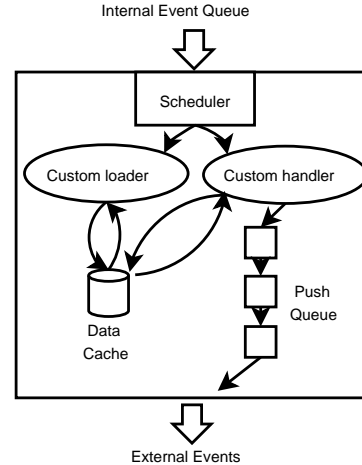 Internal Event Queue
Scheduler
Custom loader
Custom handler
Push
Queue
Data
Cache
External Events